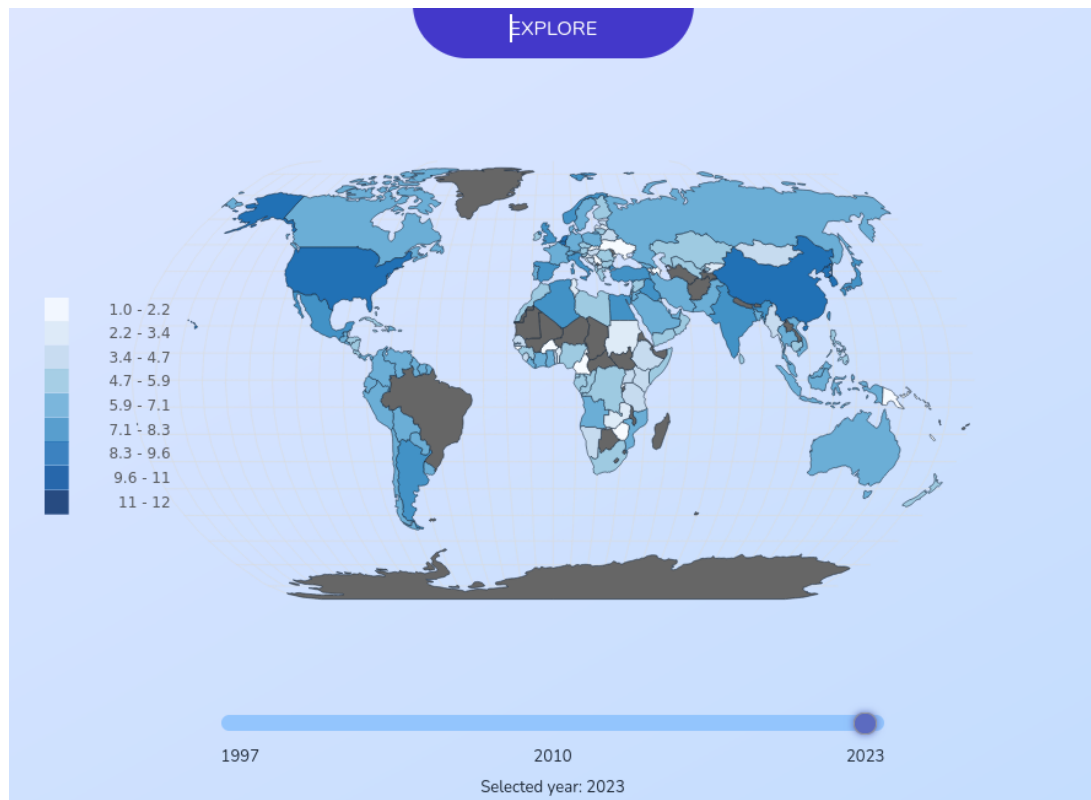 EXPLORE
1.0 - 2.2
2.2 - 3.4
3.4 - 4.7
4.7 - 5.9
5.9 - 7.1
7.1 - 8.3
8.3 - 9.6
9.6 - 11
11 - 12
1997 2010 2023
Selected year: 2023